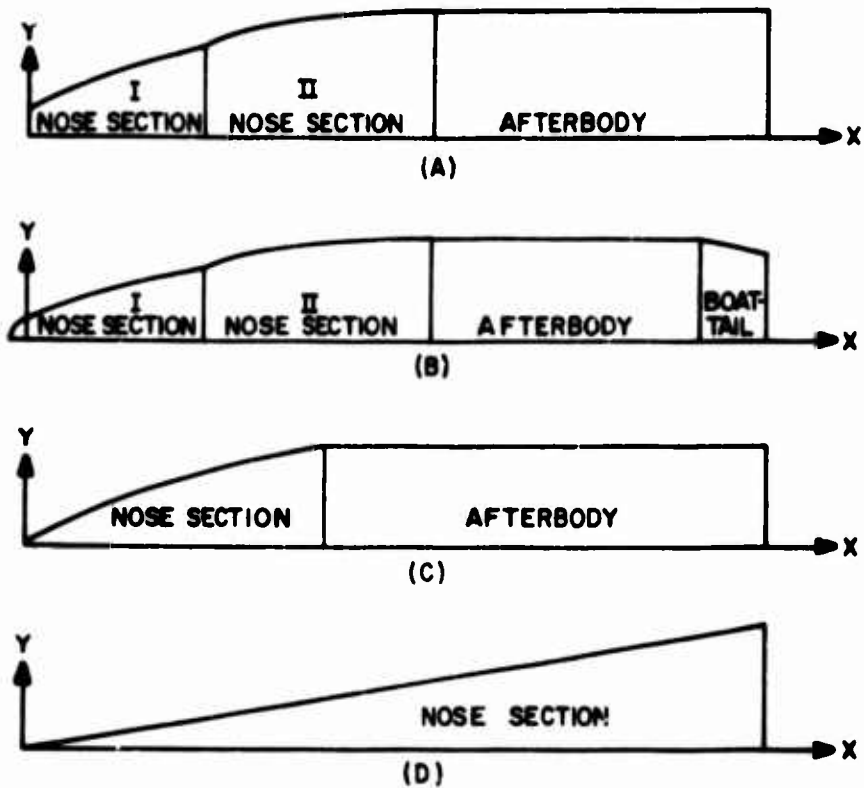 Y
I II
NOSE SECTION NOSE SECTION AFTERBODY
X
(A)
Y
I II
NOSE SECTION NOSE SECTION AFTERBODY BOAT-
TAIL
X
(B)
Y
NOSE SECTION AFTERBODY
X
(C)
Y
NOSE SECTION
X
(D)